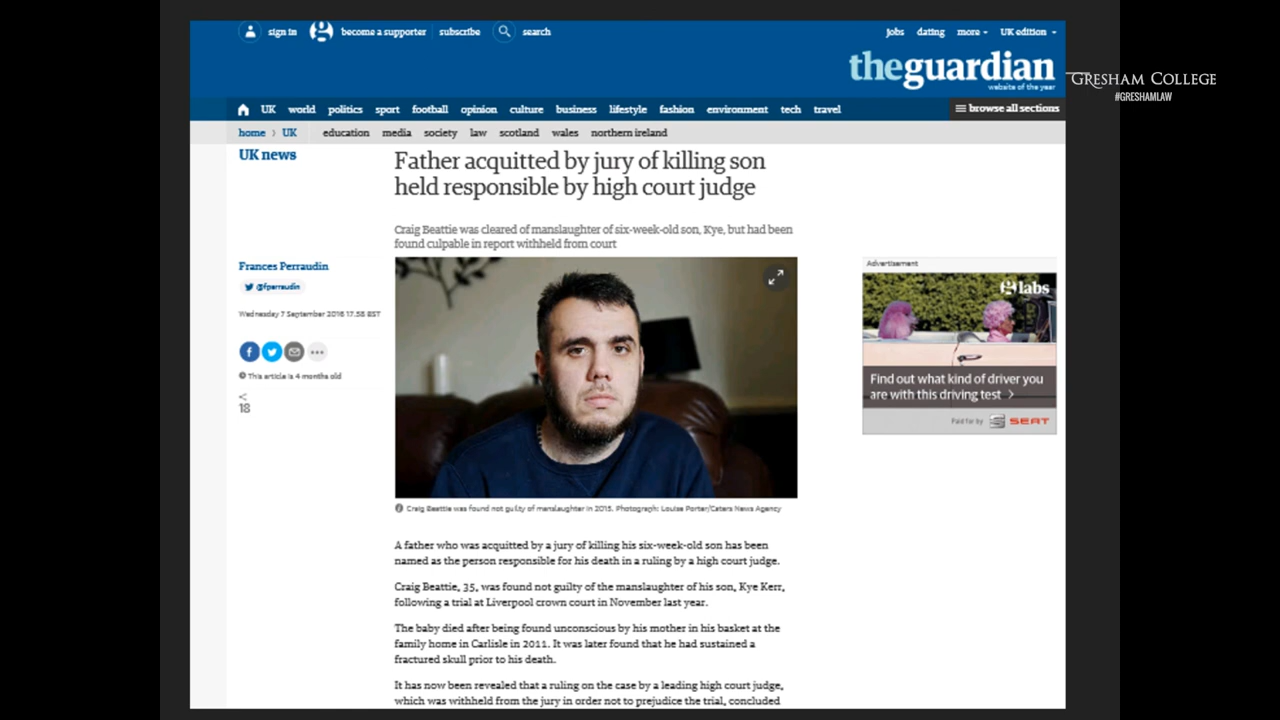 sign in become a supporter subscribe search
jobs dating more UK edition
theguardian
website of the year
GRESHAM COLLEGE
#GRESHAMLAW
UK world politics sport football opinion culture business lifestyle fashion environment tech travel
browse all sections
home › UK education media society law scotland wales northern ireland
UK news
Father acquitted by jury of killing son
held responsible by high court judge
Craig Beattie was cleared of manslaughter of six-week-old son, Kye, but had been
found culpable in report withheld from court
Frances Perraudin
@fperraudin
Wednesday 7 September 2016 17.58 BST
This article is 4 months old
18
Advertisement
g labs
Find out what kind of driver you
are with this driving test >
Paid for by SEAT
Craig Beattie was found not guilty of manslaughter in 2015. Photograph: Louise Porter/Caters News Agency
A father who was acquitted by a jury of killing his six-week-old son has been
named as the person responsible for his death in a ruling by a high court judge.
Craig Beattie, 35, was found not guilty of the manslaughter of his son, Kye Kerr,
following a trial at Liverpool crown court in November last year.
The baby died after being found unconscious by his mother in his basket at the
family home in Carlisle in 2011. It was later found that he had sustained a
fractured skull prior to his death.
It has now been revealed that a ruling on the case by a leading high court judge,
which was withheld from the jury in order not to prejudice the trial, concluded